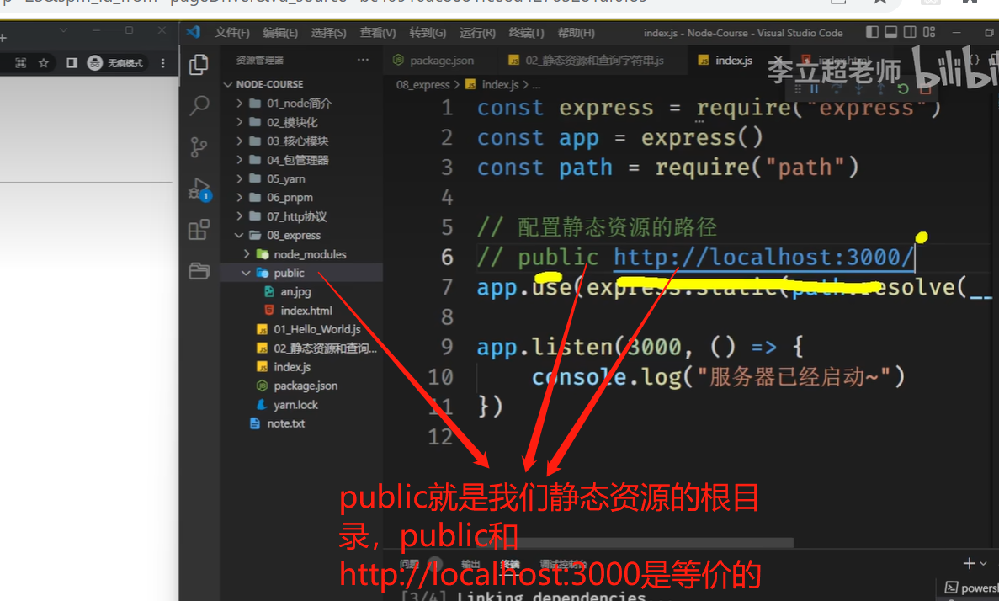 文件(F) 编辑(E) 选择(S) 查看(V) 转到(G) 运行(R) 终端(T) 帮助(H) index.js - Node-Course - Visual Studio Code
无痕模式
资源管理器 ...
package.json 02_静态资源和查询字符串.js index.js
李立超老师 bilibi
08_express > index.js > ...
NODE-COURSE
01_node简介
02_模块化
03_核心模块
04_包管理器
05_yarn
06_pnpm
07_http协议
08_express
node_modules
public
an.jpg
index.html
01_Hello_World.js
02_静态资源和查询...
index.js
package.json
yarn.lock
note.txt
1
1 const express = require("express")
2 const app = express()
3 const path = require("path")
4
5 // 配置静态资源的路径
6 // public http://localhost:3000/
7 app.use(express.static(path.resolve(__
8
9 app.listen(3000, () => {
10 console.log("服务器已经启动~")
11 })
12
public就是我们静态资源的根目
录，public和
http://localhost:3000是等价的
问题 输出 终端 调试控制台
powersh
[3/4] Linking dependencies...